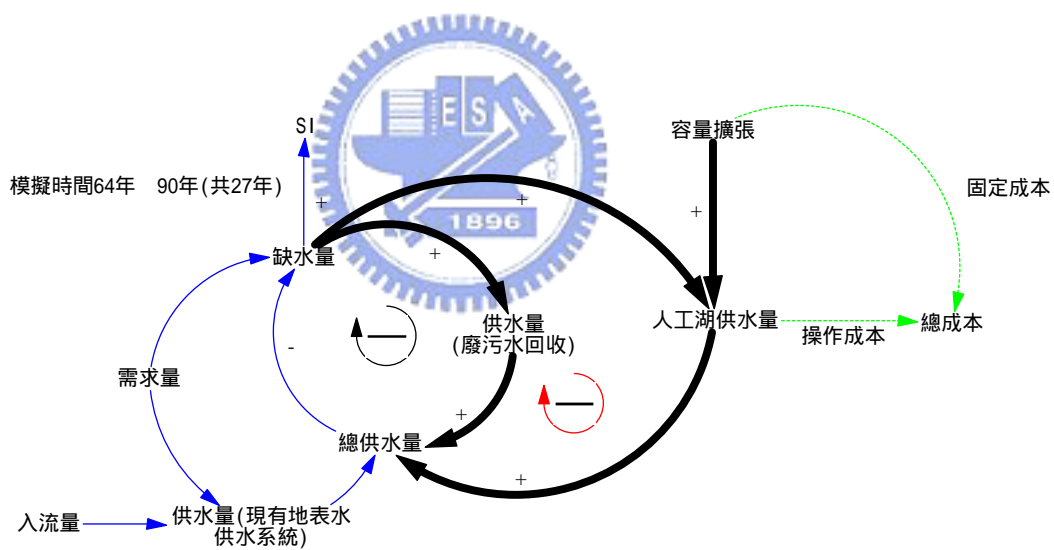 E S A
1896
SI
容量擴張
模擬時間64年 90年(共27年)
固定成本
+
+
+
缺水量
+
供水量
(廢污水回收)
人工湖供水量
總成本
操作成本
-
需求量
+
總供水量
+
入流量
供水量(現有地表水
供水系統)